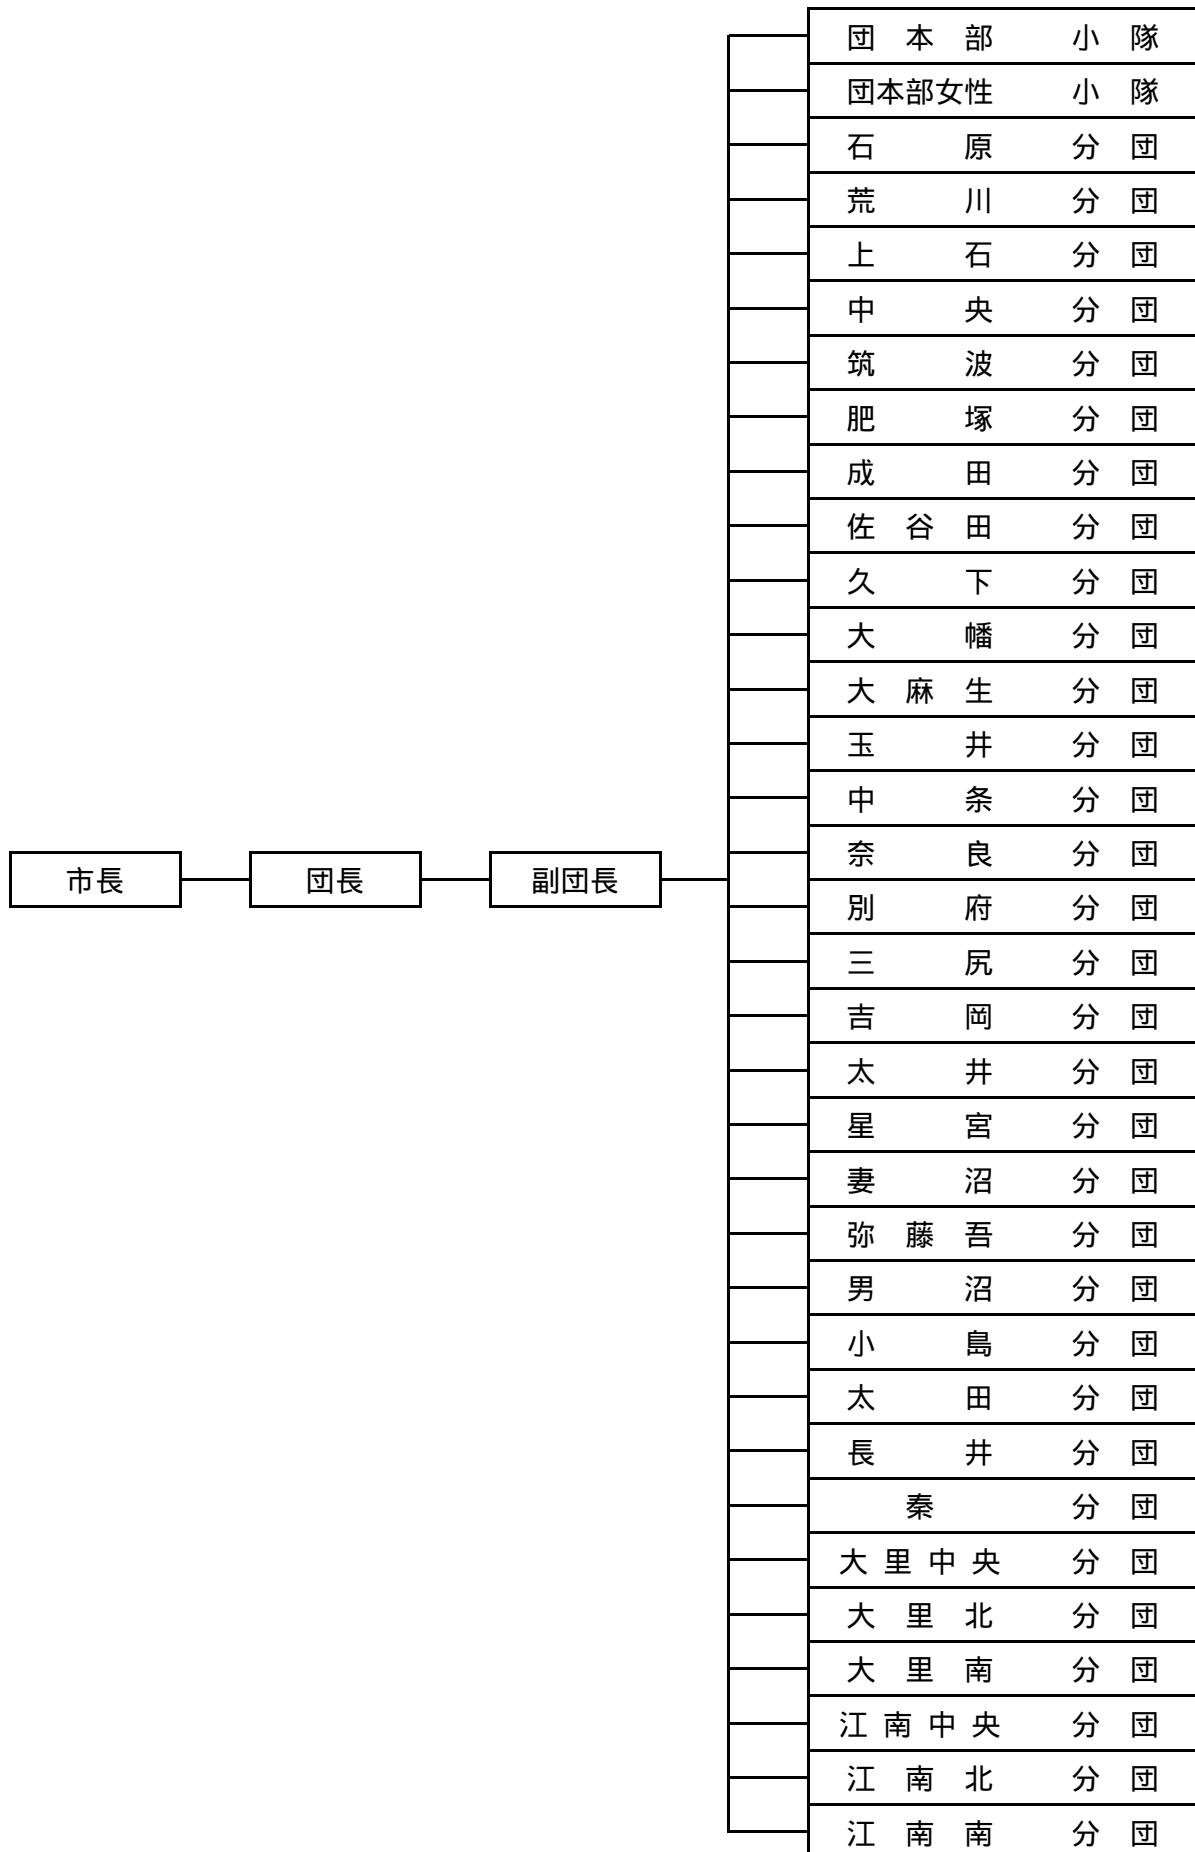 団本部 小隊
団本部女性 小隊
石原 分団
荒川 分団
上石 分団
中央 分団
筑波 分団
肥塚 分団
成田 分団
佐谷田 分団
久下 分団
大幡 分団
大麻生 分団
玉井 分団
中条 分団
奈良 分団
市長 団長 副団長
別府 分団
三尻 分団
吉岡 分団
太井 分団
星宮 分団
妻沼 分団
弥藤吾 分団
男沼 分団
小島 分団
太田 分団
長井 分団
秦 分団
大里中央 分団
大里北 分団
大里南 分団
江南中央 分団
江南北 分団
江南南 分団